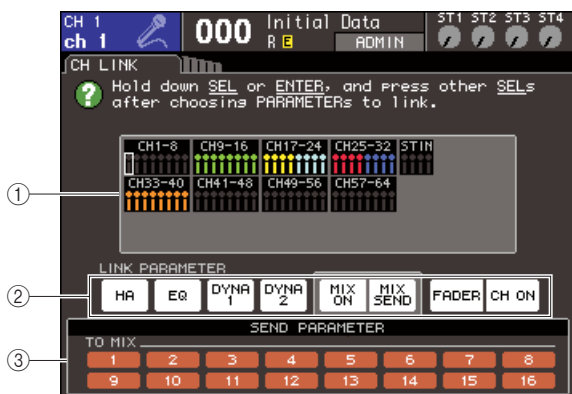 CH 1
ch 1
000
Initial Data
R E
ADMIN
ST1 ST2 ST3 ST4
CH LINK
? Hold down SEL or ENTER, and press other SELs
after choosing PARAMETERs to link.
CH1-8 CH9-16 CH17-24 CH25-32 STIN
CH33-40 CH41-48 CH49-56 CH57-64
1
LINK PARAMETER
2
HA EQ DYNA 1 DYNA 2 MIX ON MIX SEND FADER CH ON
SEND PARAMETER
TO MIX
3
1 2 3 4 5 6 7 8
9 10 11 12 13 14 15 16